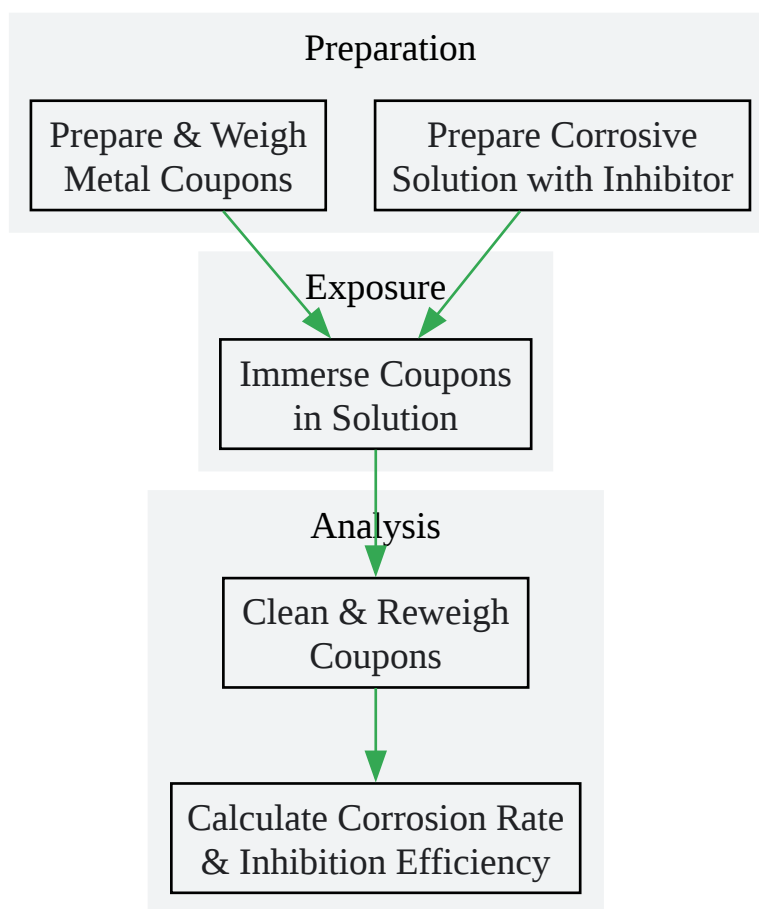 Preparation
Prepare & Weigh
Metal Coupons
Prepare Corrosive
Solution with Inhibitor
Exposure
Immerse Coupons
in Solution
Analysis
Clean & Reweigh
Coupons
Calculate Corrosion Rate
& Inhibition Efficiency